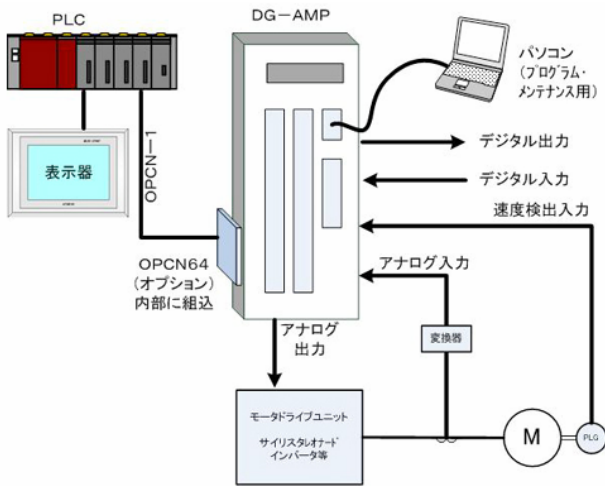 PLC
DG-AMP
パソコン
(プログラム・
メンテナンス用)
表示器
OPCN-1
デジタル出力
デジタル入力
速度検出入力
OPCN64
(オプション)
内部に組込
アナログ入力
アナログ
出力
変換器
モータドライブユニット
サイリスタレオナード
インバータ等
M
PLG